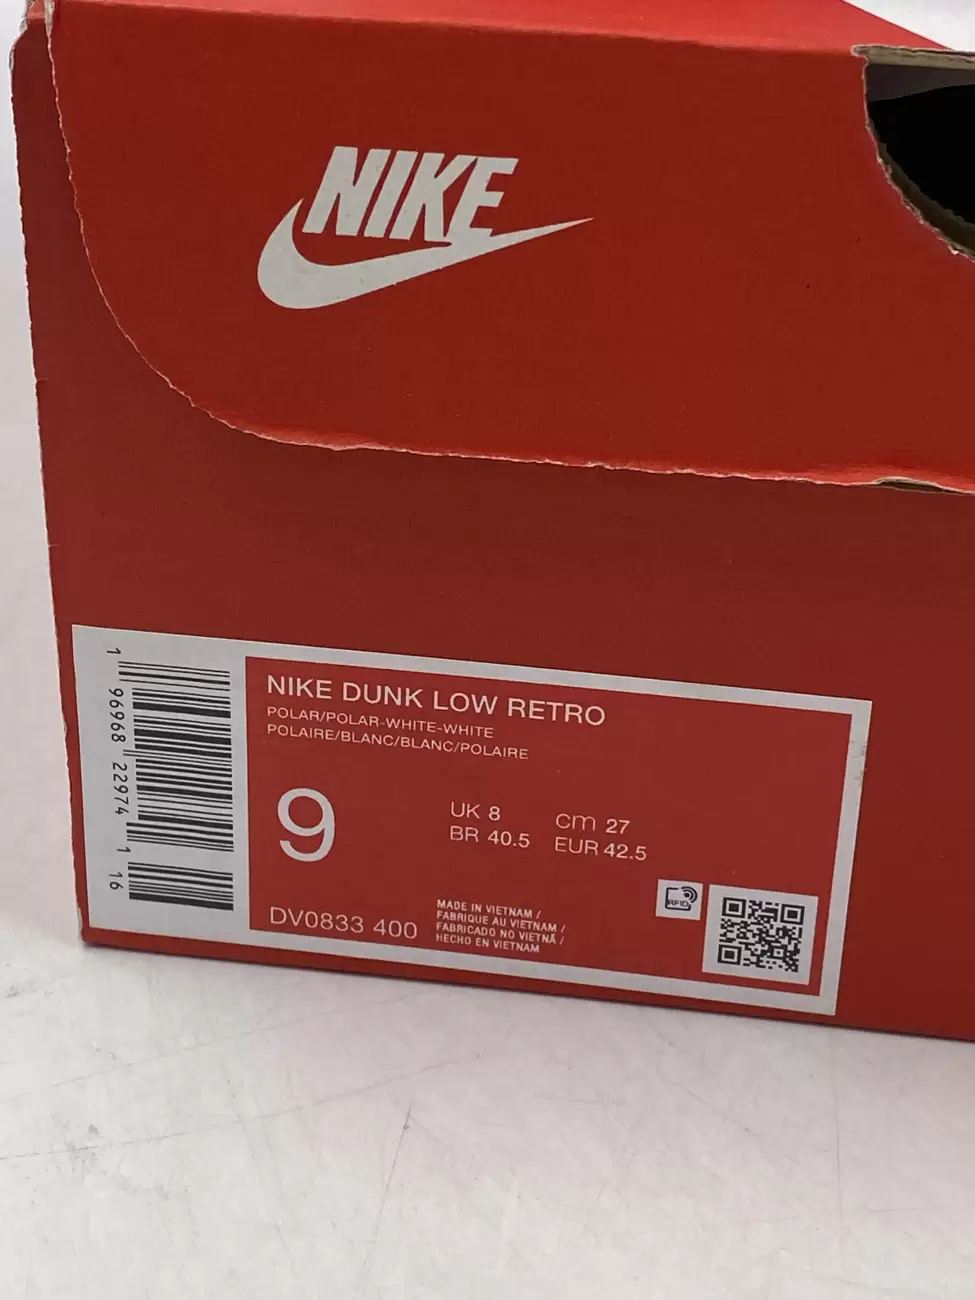 NIKE
1 96968 22974 1 16
NIKE DUNK LOW RETRO
POLAR/POLAR-WHITE-WHITE
POLAIRE/BLANC/BLANC/POLAIRE
9
UK 8
cm 27
BR 40.5
EUR 42.5
RFID
DV0833 400
MADE IN VIETNAM /
FABRIQUE AU VIETNAM /
FABRICADO NO VIETNÃ /
HECHO EN VIETNAM